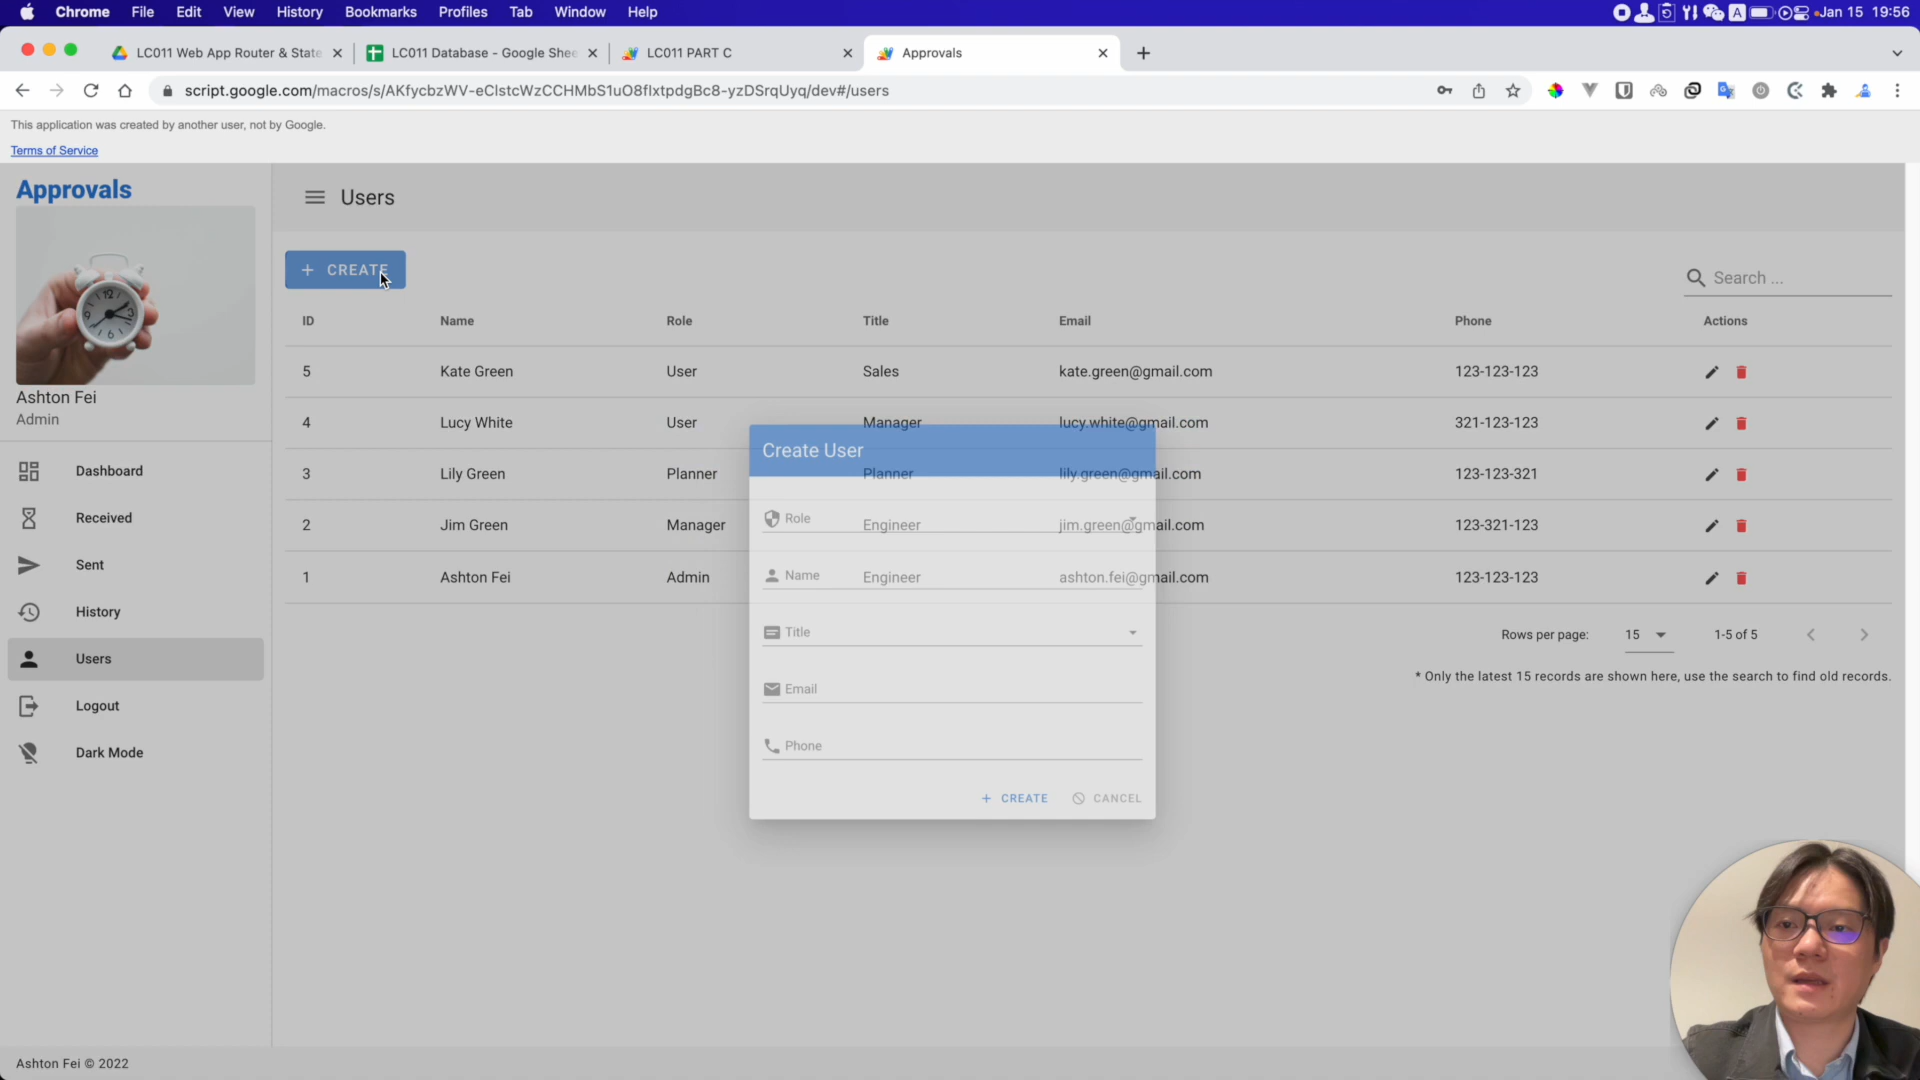 Chrome File Edit View History Bookmarks Profiles Tab Window Help A Jan 15 19:56
LC011 Web App Router & State LC011 Database - Google Shee LC011 PART C Approvals
script.google.com/macros/s/AKfycbzWV-eClstcWzCCHMbS1uO8flxtpdgBc8-yzDSrqUyq/dev#/users
This application was created by another user, not by Google.
Terms of Service
Approvals
Users
CREATE
Search ...
ID Name Role Title Email Phone Actions
5 Kate Green User Sales kate.green@gmail.com 123-123-123
4 Lucy White User Manager lucy.white@gmail.com 321-123-123
3 Lily Green Planner Planner lily.green@gmail.com 123-123-321
2 Jim Green Manager Engineer jim.green@gmail.com 123-321-123
1 Ashton Fei Admin Engineer ashton.fei@gmail.com 123-123-123
Rows per page: 15 1-5 of 5
* Only the latest 15 records are shown here, use the search to find old records.
Create User
Role
Name
Title
Email
Phone
+ CREATE CANCEL
12
3
6
9
Ashton Fei
Admin
Dashboard
Received
Sent
History
Users
Logout
Dark Mode
Ashton Fei © 2022